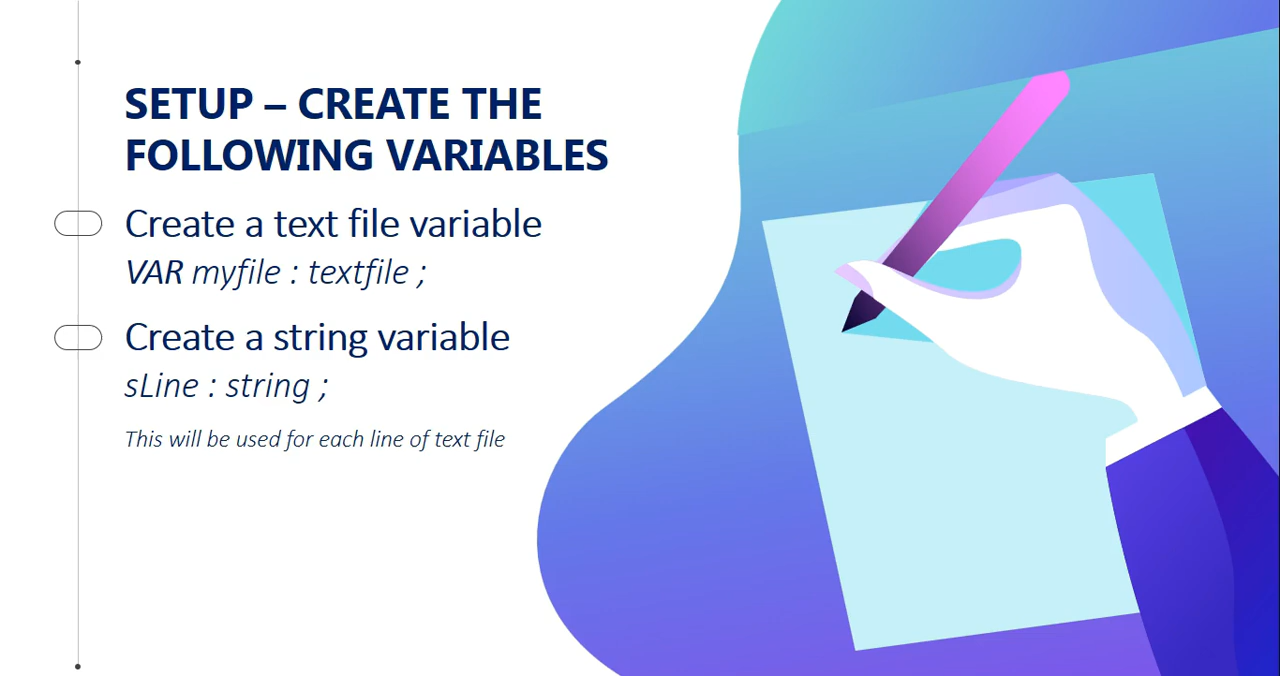 SETUP – CREATE THE
FOLLOWING VARIABLES
Create a text file variable
VAR myfile : textfile ;
Create a string variable
sLine : string ;
This will be used for each line of text file